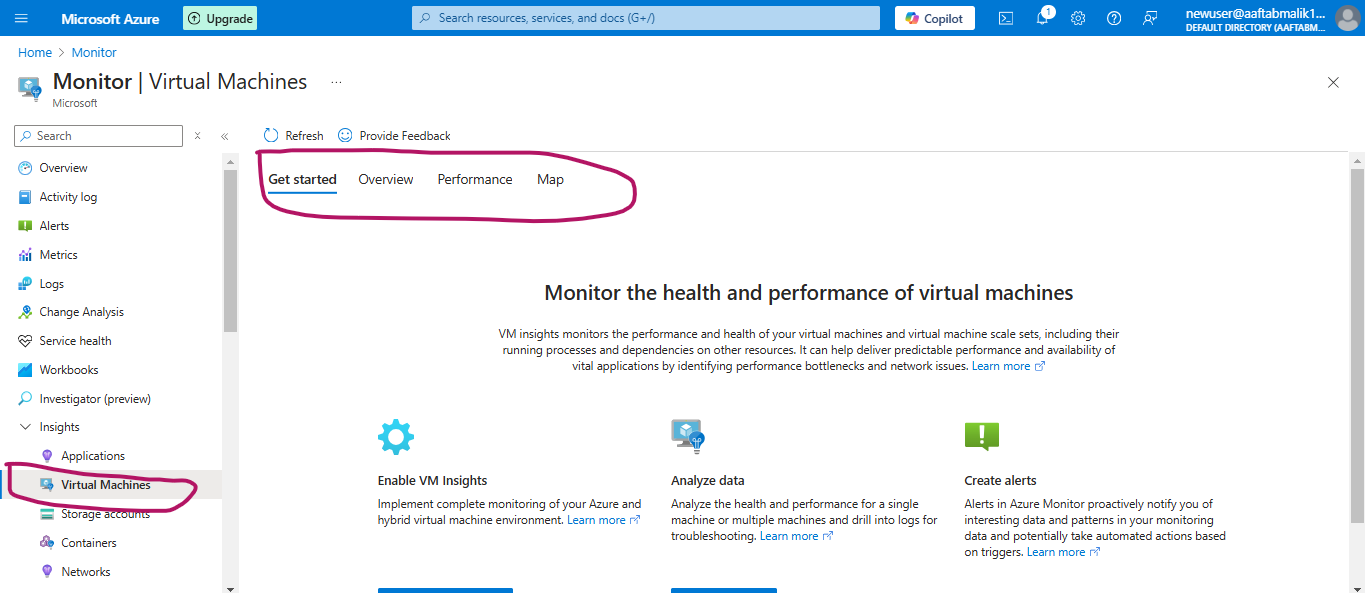 Microsoft Azure
Upgrade
Search resources, services, and docs (G+/)
Copilot
1
newuser@aaftabmalik1...
DEFAULT DIRECTORY (AAFTABM...
Home > Monitor
Monitor | Virtual Machines ...
Microsoft
Search
Refresh
Provide Feedback
Overview
Activity log
Alerts
Metrics
Logs
Change Analysis
Service health
Workbooks
Investigator (preview)
Insights
Applications
Virtual Machines
Storage accounts
Containers
Networks
Get started Overview Performance Map
Monitor the health and performance of virtual machines
VM insights monitors the performance and health of your virtual machines and virtual machine scale sets, including their
running processes and dependencies on other resources. It can help deliver predictable performance and availability of
vital applications by identifying performance bottlenecks and network issues. Learn more
Enable VM Insights
Implement complete monitoring of your Azure and
hybrid virtual machine environment. Learn more
Analyze data
Analyze the health and performance for a single
machine or multiple machines and drill into logs for
troubleshooting. Learn more
Create alerts
Alerts in Azure Monitor proactively notify you of
interesting data and patterns in your monitoring
data and potentially take automated actions based
on triggers. Learn more